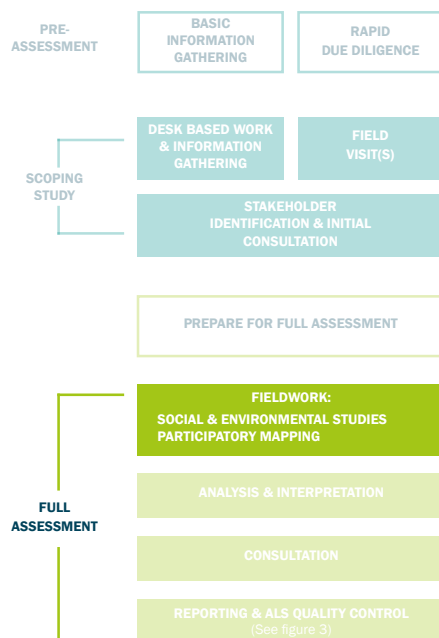 PRE-
ASSESSMENT
BASIC
INFORMATION
GATHERING
RAPID
DUE DILIGENCE
SCOPING
STUDY
DESK BASED WORK
& INFORMATION
GATHERING
FIELD
VISIT(S)
STAKEHOLDER
IDENTIFICATION & INITIAL
CONSULTATION
PREPARE FOR FULL ASSESSMENT
FULL
ASSESSMENT
FIELDWORK:
SOCIAL & ENVIRONMENTAL STUDIES
PARTICIPATORY MAPPING
ANALYSIS & INTERPRETATION
CONSULTATION
REPORTING & ALS QUALITY CONTROL
(See figure 3)